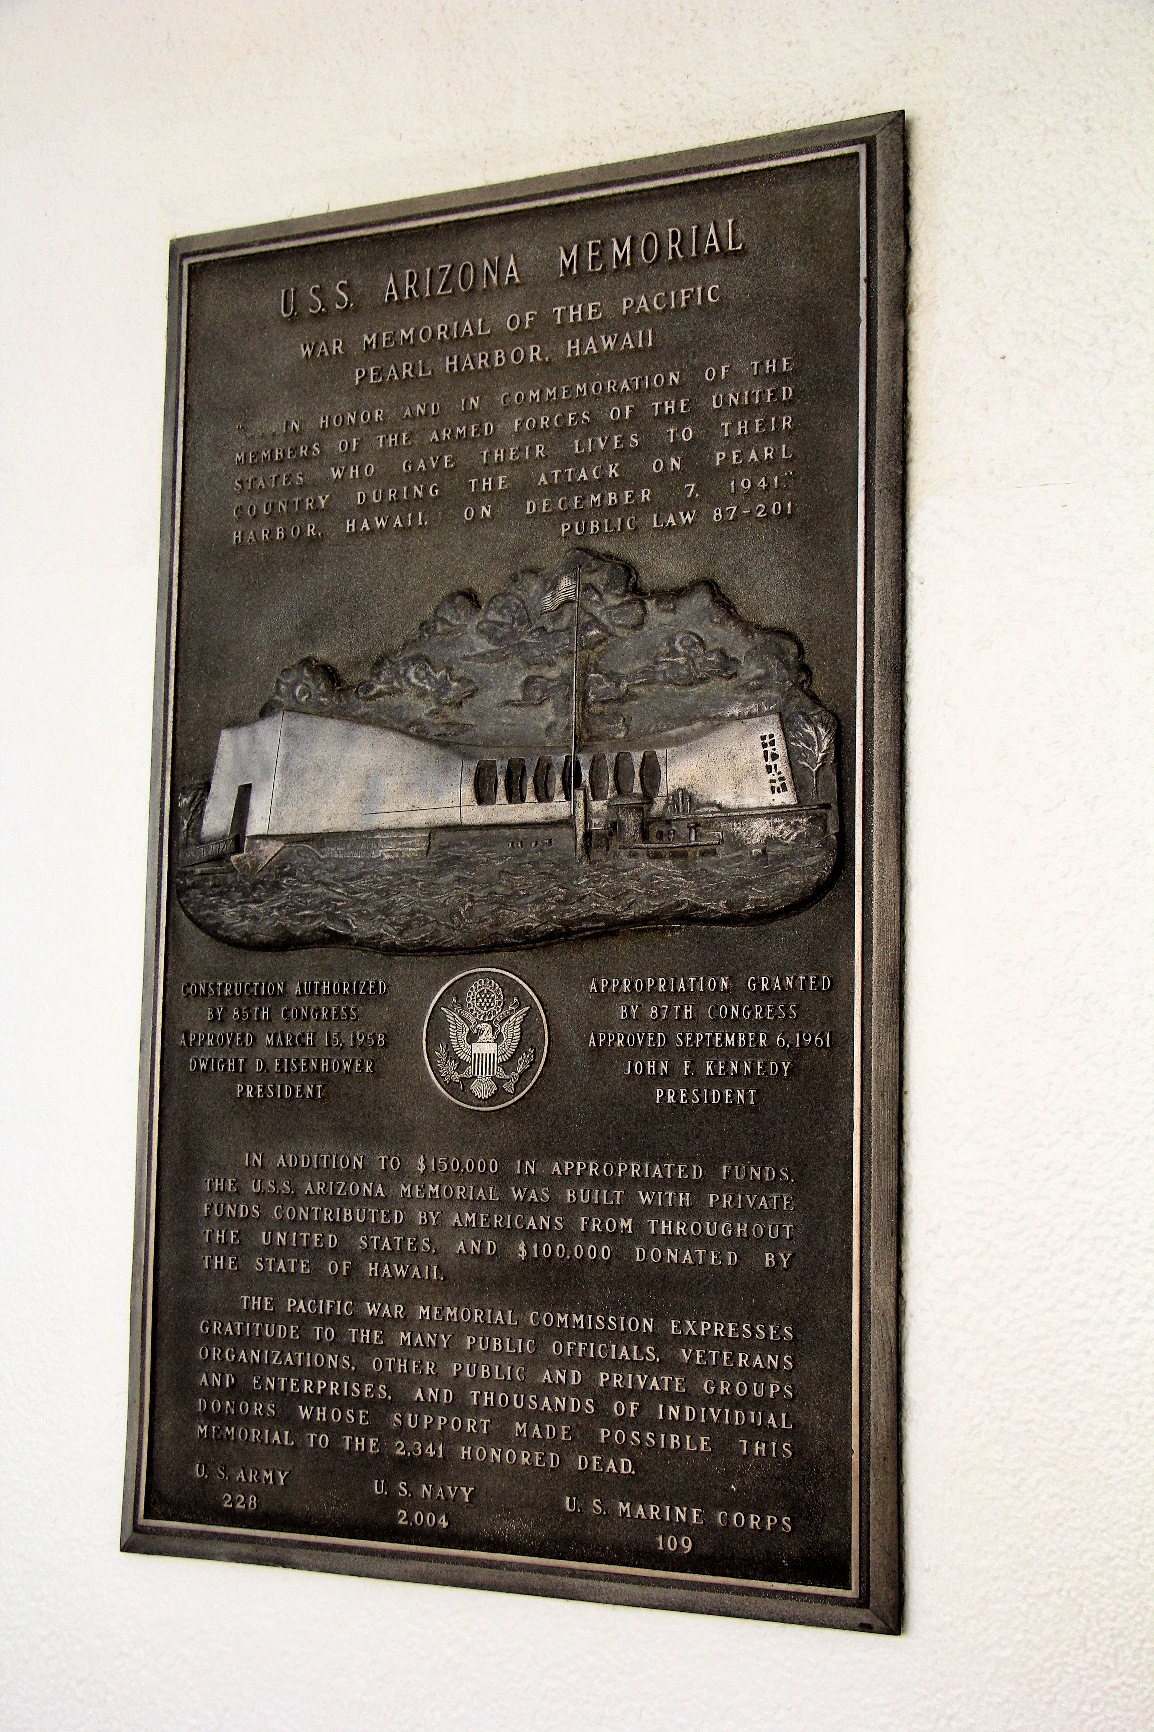 U.S.S. ARIZONA MEMORIAL
WAR MEMORIAL OF THE PACIFIC
PEARL HARBOR, HAWAII
"....IN HONOR AND IN COMMEMORATION OF THE
MEMBERS OF THE ARMED FORCES OF THE UNITED
STATES WHO GAVE THEIR LIVES TO THEIR
COUNTRY DURING THE ATTACK ON PEARL
HARBOR, HAWAII, ON DECEMBER 7, 1941."
PUBLIC LAW 87-201
CONSTRUCTION AUTHORIZED
BY 85TH CONGRESS
APPROVED MARCH 15, 1958
DWIGHT D. EISENHOWER
PRESIDENT
APPROPRIATION GRANTED
BY 87TH CONGRESS
APPROVED SEPTEMBER 6, 1961
JOHN F. KENNEDY
PRESIDENT
IN ADDITION TO $150,000 IN APPROPRIATED FUNDS,
THE U.S.S. ARIZONA MEMORIAL WAS BUILT WITH PRIVATE
FUNDS CONTRIBUTED BY AMERICANS FROM THROUGHOUT
THE UNITED STATES, AND $100,000 DONATED BY
THE STATE OF HAWAII.
THE PACIFIC WAR MEMORIAL COMMISSION EXPRESSES
GRATITUDE TO THE MANY PUBLIC OFFICIALS, VETERANS
ORGANIZATIONS, OTHER PUBLIC AND PRIVATE GROUPS
AND ENTERPRISES, AND THOUSANDS OF INDIVIDUAL
DONORS WHOSE SUPPORT MADE POSSIBLE THIS
MEMORIAL TO THE 2,341 HONORED DEAD.
U. S. ARMY
228
U. S. NAVY
2,004
U. S. MARINE CORPS
109